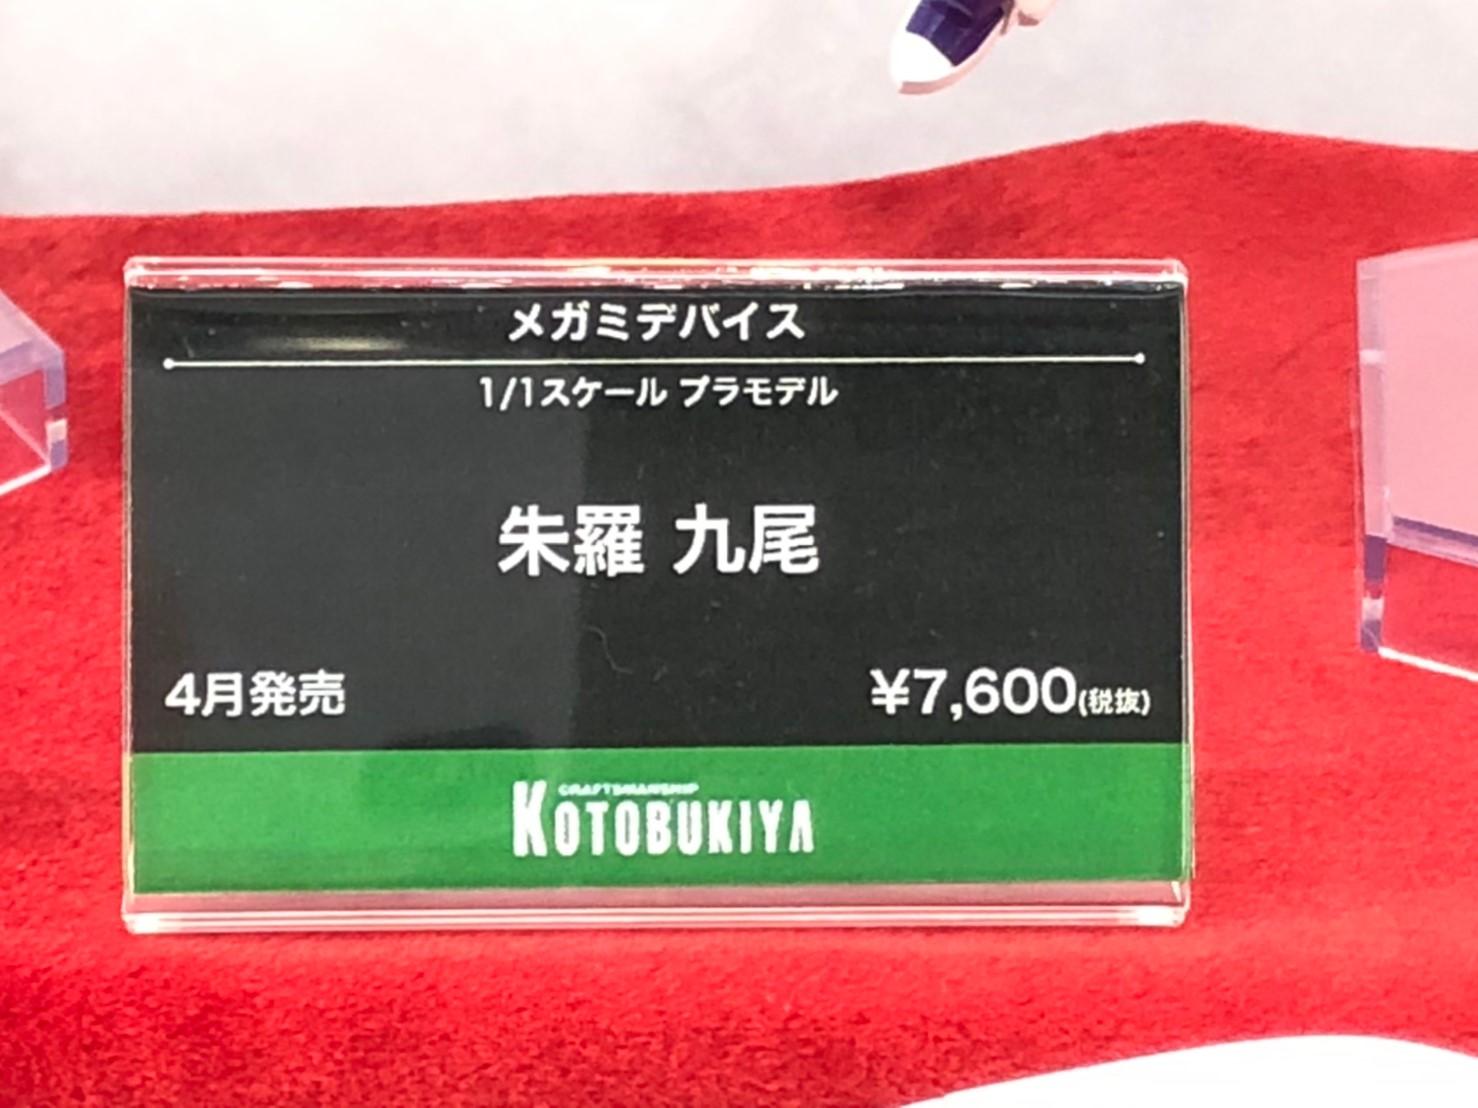 メガミデバイス
1/1スケール プラモデル
朱羅 九尾
4月発売
¥7,600(税抜)
CRAFTSMANSHIP
KOTOBUKIYA